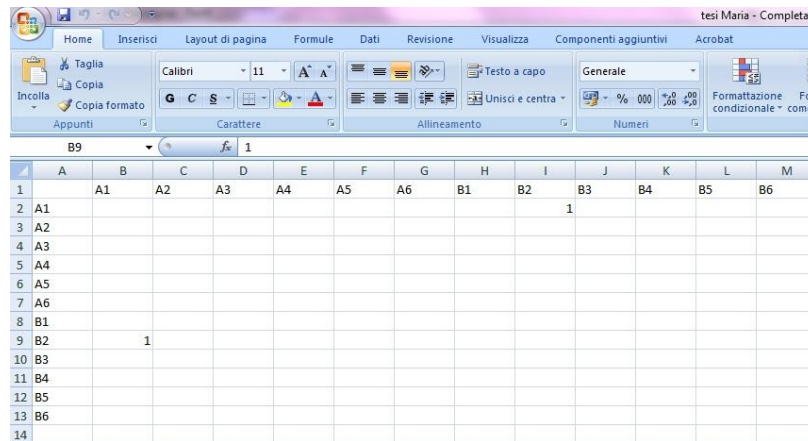 tesi Maria - Completa
Home Inserisci Layout di pagina Formule Dati Revisione Visualizza Componenti aggiuntivi Acrobat
Incolla
Taglia
Copia
Copia formato
Appunti
Calibri 11 A A
G C S A
Carattere
Testo a capo
Unisci e centra
Allineamento
Generale
% 000 ,00 ,00
Numeri
Formattazione
condizionale
B9 fx 1
A B C D E F G H I J K L M
1 A1 A2 A3 A4 A5 A6 B1 B2 B3 B4 B5 B6
2 A1 1
3 A2
4 A3
5 A4
6 A5
7 A6
8 B1
9 B2 1
10 B3
11 B4
12 B5
13 B6
14